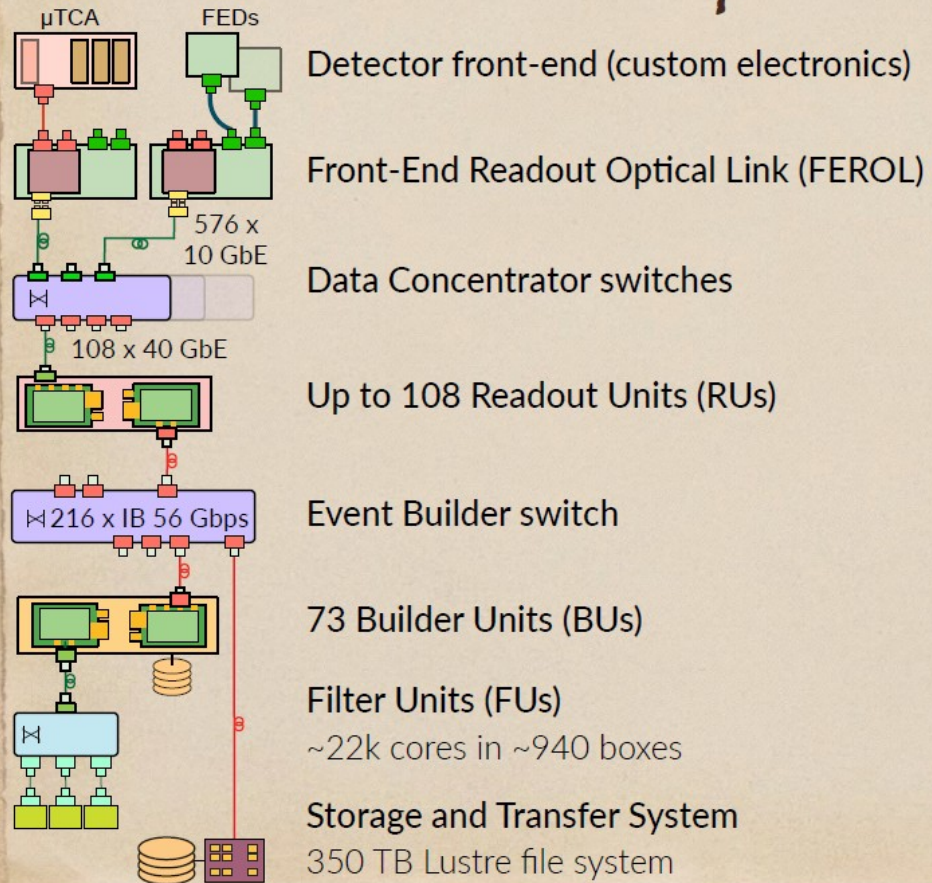 µTCA
FEDs
Detector front-end (custom electronics)
Front-End Readout Optical Link (FEROL)
576 x
10 GbE
Data Concentrator switches
108 x 40 GbE
Up to 108 Readout Units (RUs)
216 x IB 56 Gbps
Event Builder switch
73 Builder Units (BUs)
Filter Units (FUs)
~22k cores in ~940 boxes
Storage and Transfer System
350 TB Lustre file system